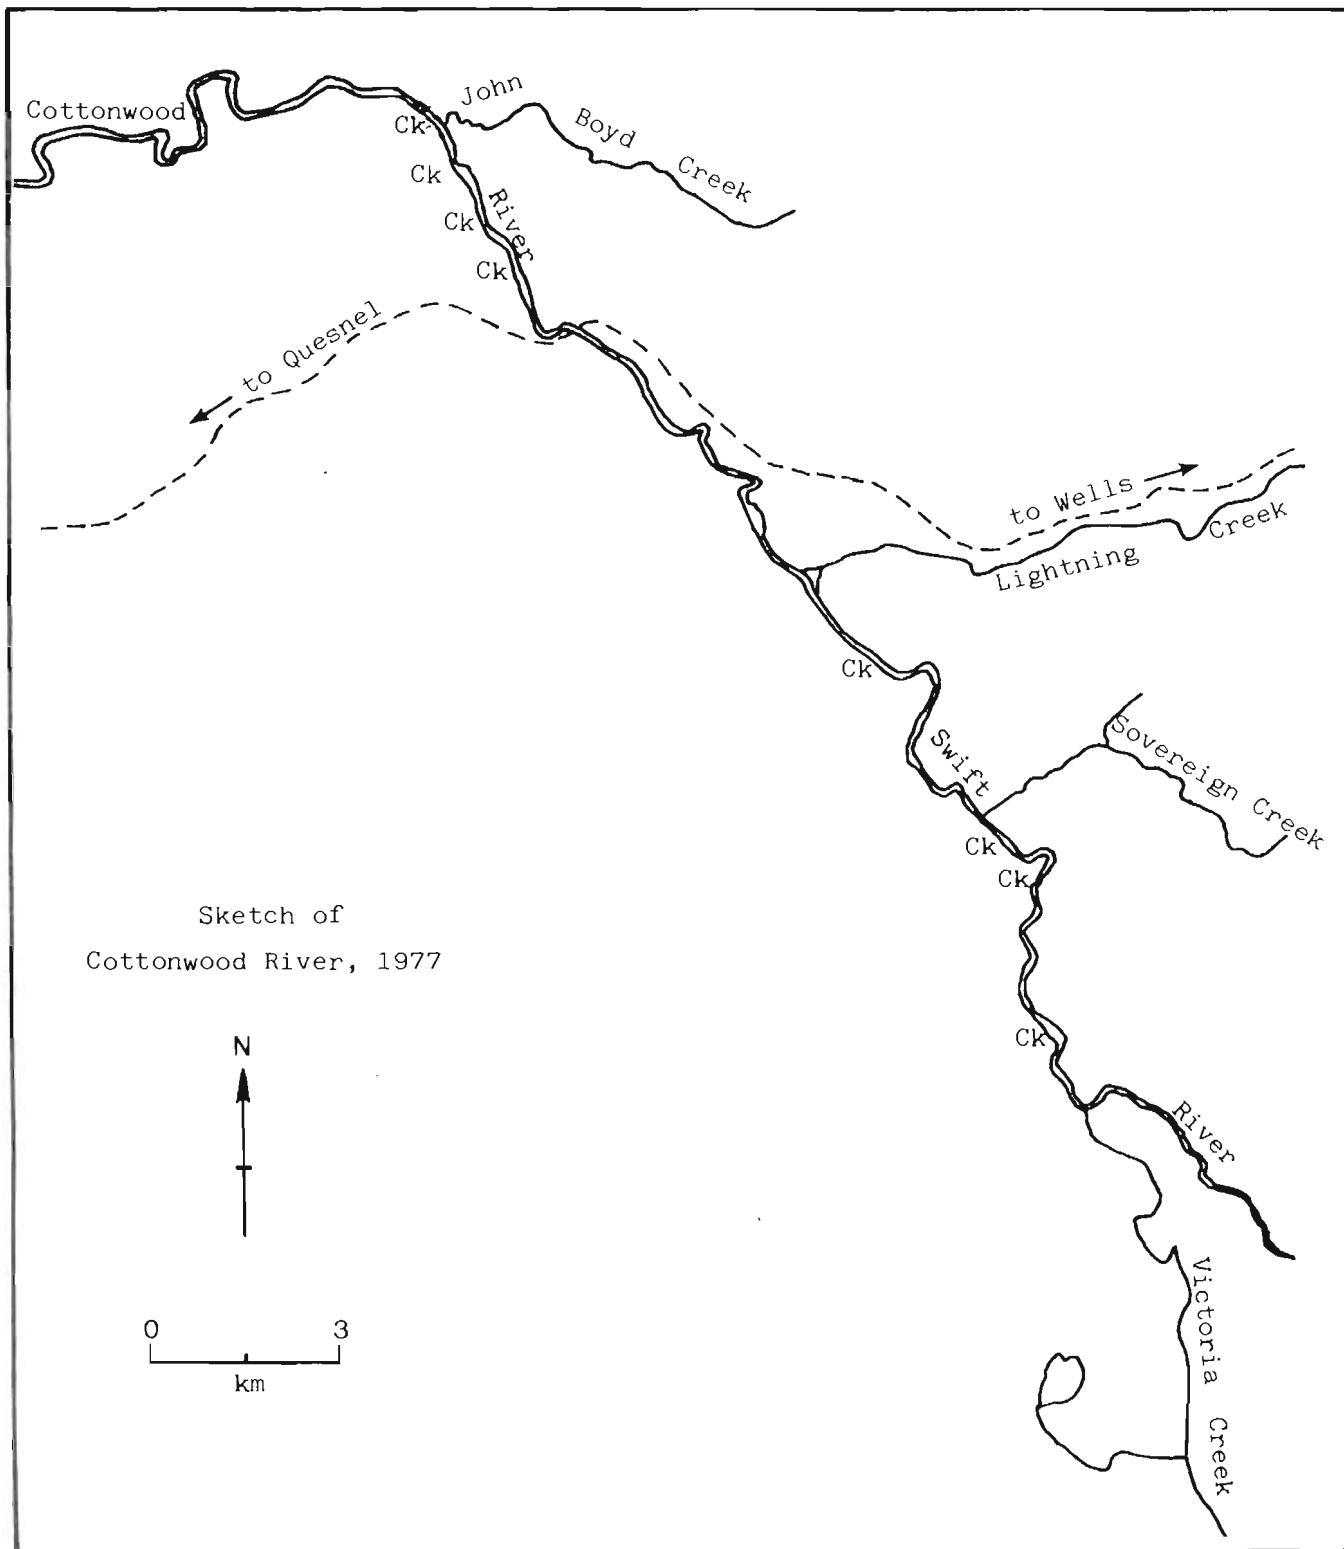 Cottonwood
John
Boyd
Creek
Ck
Ck
Ck
Ck
River
to Quesnel
to Wells
Lightning
Creek
Ck
Swift
Sovereign Creek
Ck
Ck
Sketch of
Cottonwood River, 1977
Ck
N
River
Victoria
Creek
0 3
km